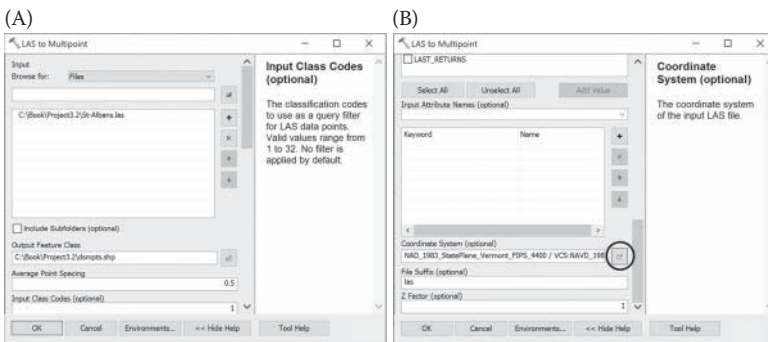 (A)
LAS to Multipoint
Input
Browse for: Files
C:\Book\Project3.2\St-Albans.las
Include Subfolders (optional)
Output Feature Class
C:\Book\Project3.2\dsmpts.shp
Average Point Spacing
0.5
Input Class Codes (optional)
1
OK
Cancel
Environments...
<< Hide Help
Tool Help
Input Class Codes
(optional)
The classification codes
to use as a query filter
for LAS data points.
Valid values range from
1 to 32. No filter is
applied by default.
(B)
LAS to Multipoint
LAST_RETURNS
Select All
Unselect All
Add Value
Input Attribute Names (optional)
Keyword
Name
Coordinate System (optional)
NAD_1983_StatePlane_Vermont_FIPS_4400 / VCS:NAVD_198
File Suffix (optional)
las
Z Factor (optional)
1
OK
Cancel
Environments...
<< Hide Help
Tool Help
Coordinate
System (optional)
The coordinate system
of the input LAS file.